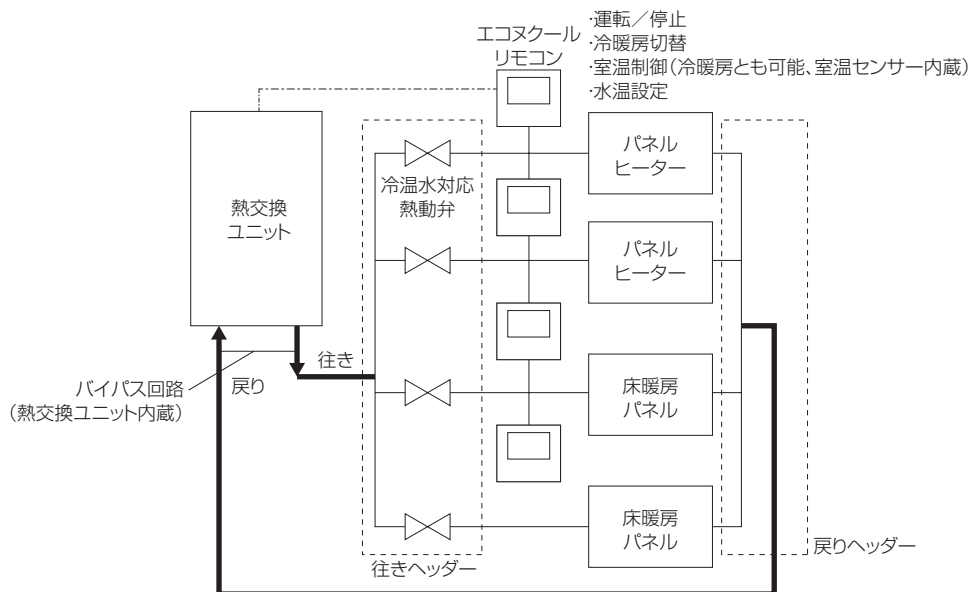 エコヌクール
リモコン
･運転／停止
･冷暖房切替
･室温制御（冷暖房とも可能、室温センサー内蔵）
･水温設定
熱交換
ユニット
冷温水対応
熱動弁
パネル
ヒーター
パネル
ヒーター
往き
バイパス回路
（熱交換ユニット内蔵）
戻り
床暖房
パネル
床暖房
パネル
往きヘッダー
戻りヘッダー